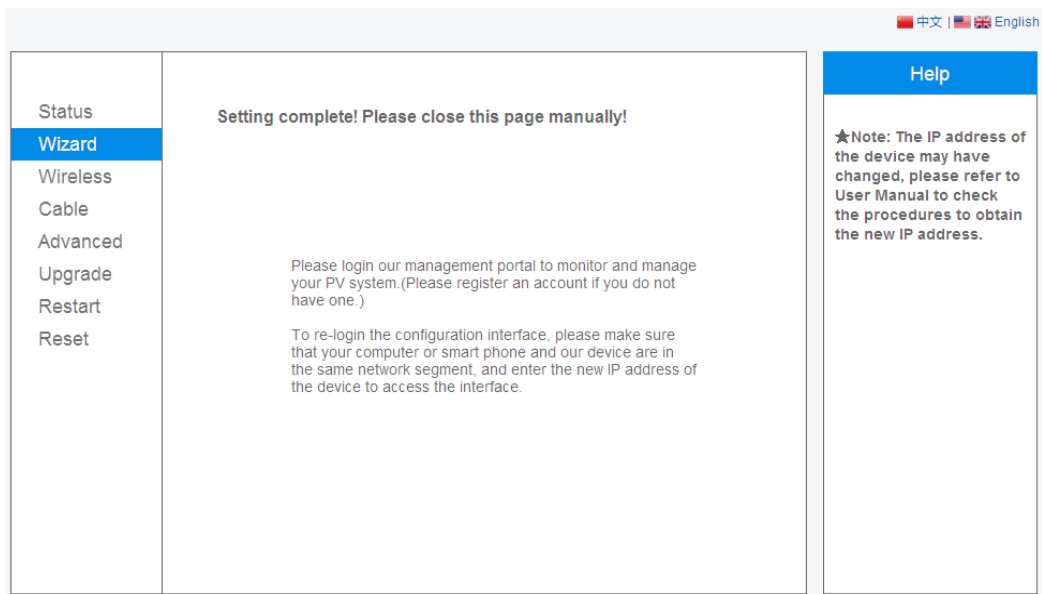 中文 | English
Status
Wizard
Wireless
Cable
Advanced
Upgrade
Restart
Reset
Setting complete! Please close this page manually!
Please login our management portal to monitor and manage
your PV system.(Please register an account if you do not
have one.)
To re-login the configuration interface, please make sure
that your computer or smart phone and our device are in
the same network segment, and enter the new IP address of
the device to access the interface.
Help
★Note: The IP address of
the device may have
changed, please refer to
User Manual to check
the procedures to obtain
the new IP address.